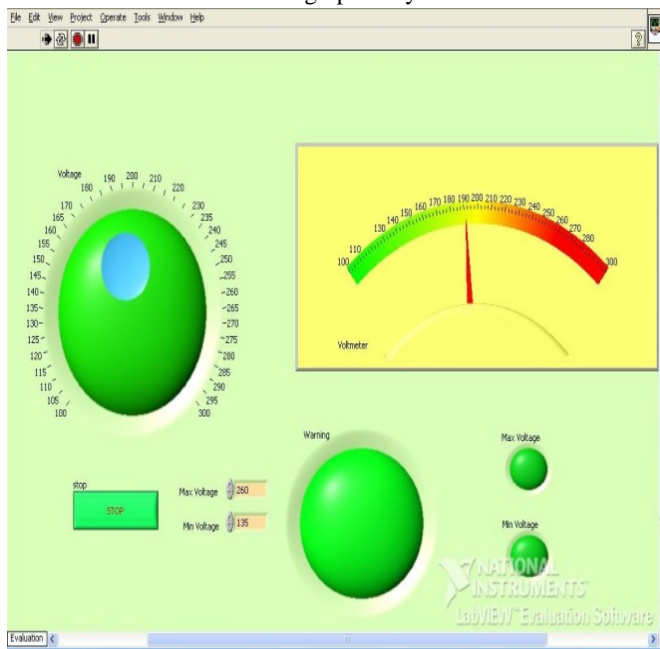 File Edit View Project Operate Tools Window Help
Voltage
100 105 110 115 120 125 130 135 140 145 150 155 160 165 170 180 190 200 210 220 230 235 240 245 250 255 260 265 270 275 280 285 290 295 300
100 110 130 140 150 160 170 180 190 200 210 220 230 240 250 260 270 280 300
Voltmeter
Warning
Max Voltage
stop
STOP
Max Voltage 260
Min Voltage 135
Min Voltage
NATIONAL
INSTRUMENTS
LabVIEW™ Evaluation Software
Evaluation